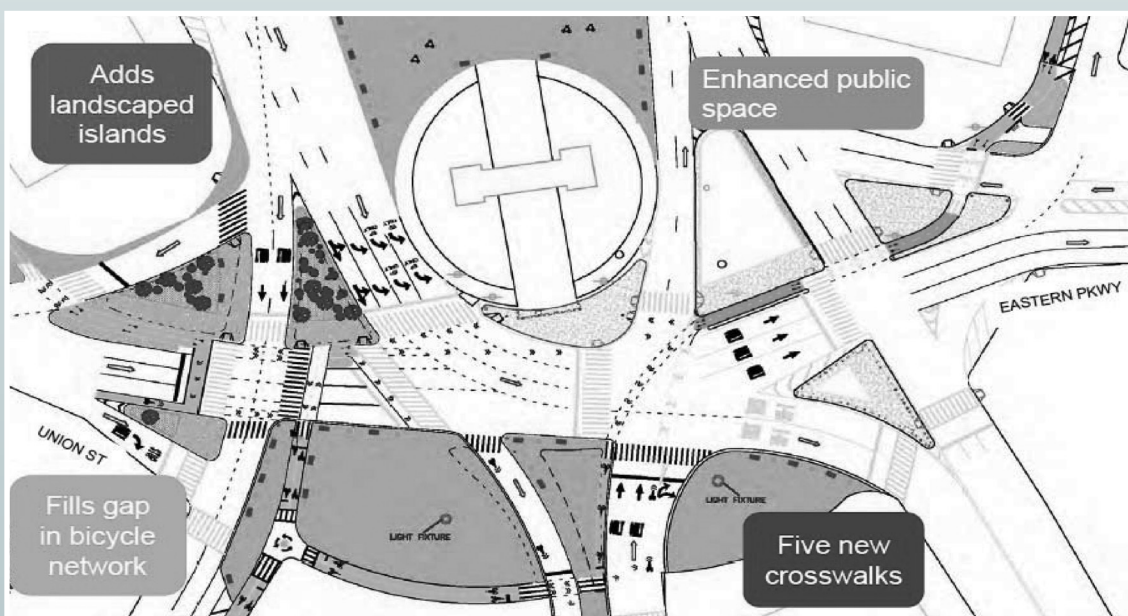 Adds
landscaped
islands
Enhanced public
space
EASTERN PKWY
UNION ST
Fills gap
in bicycle
network
LIGHT FIXTURE
LIGHT FIXTURE
Five new
crosswalks